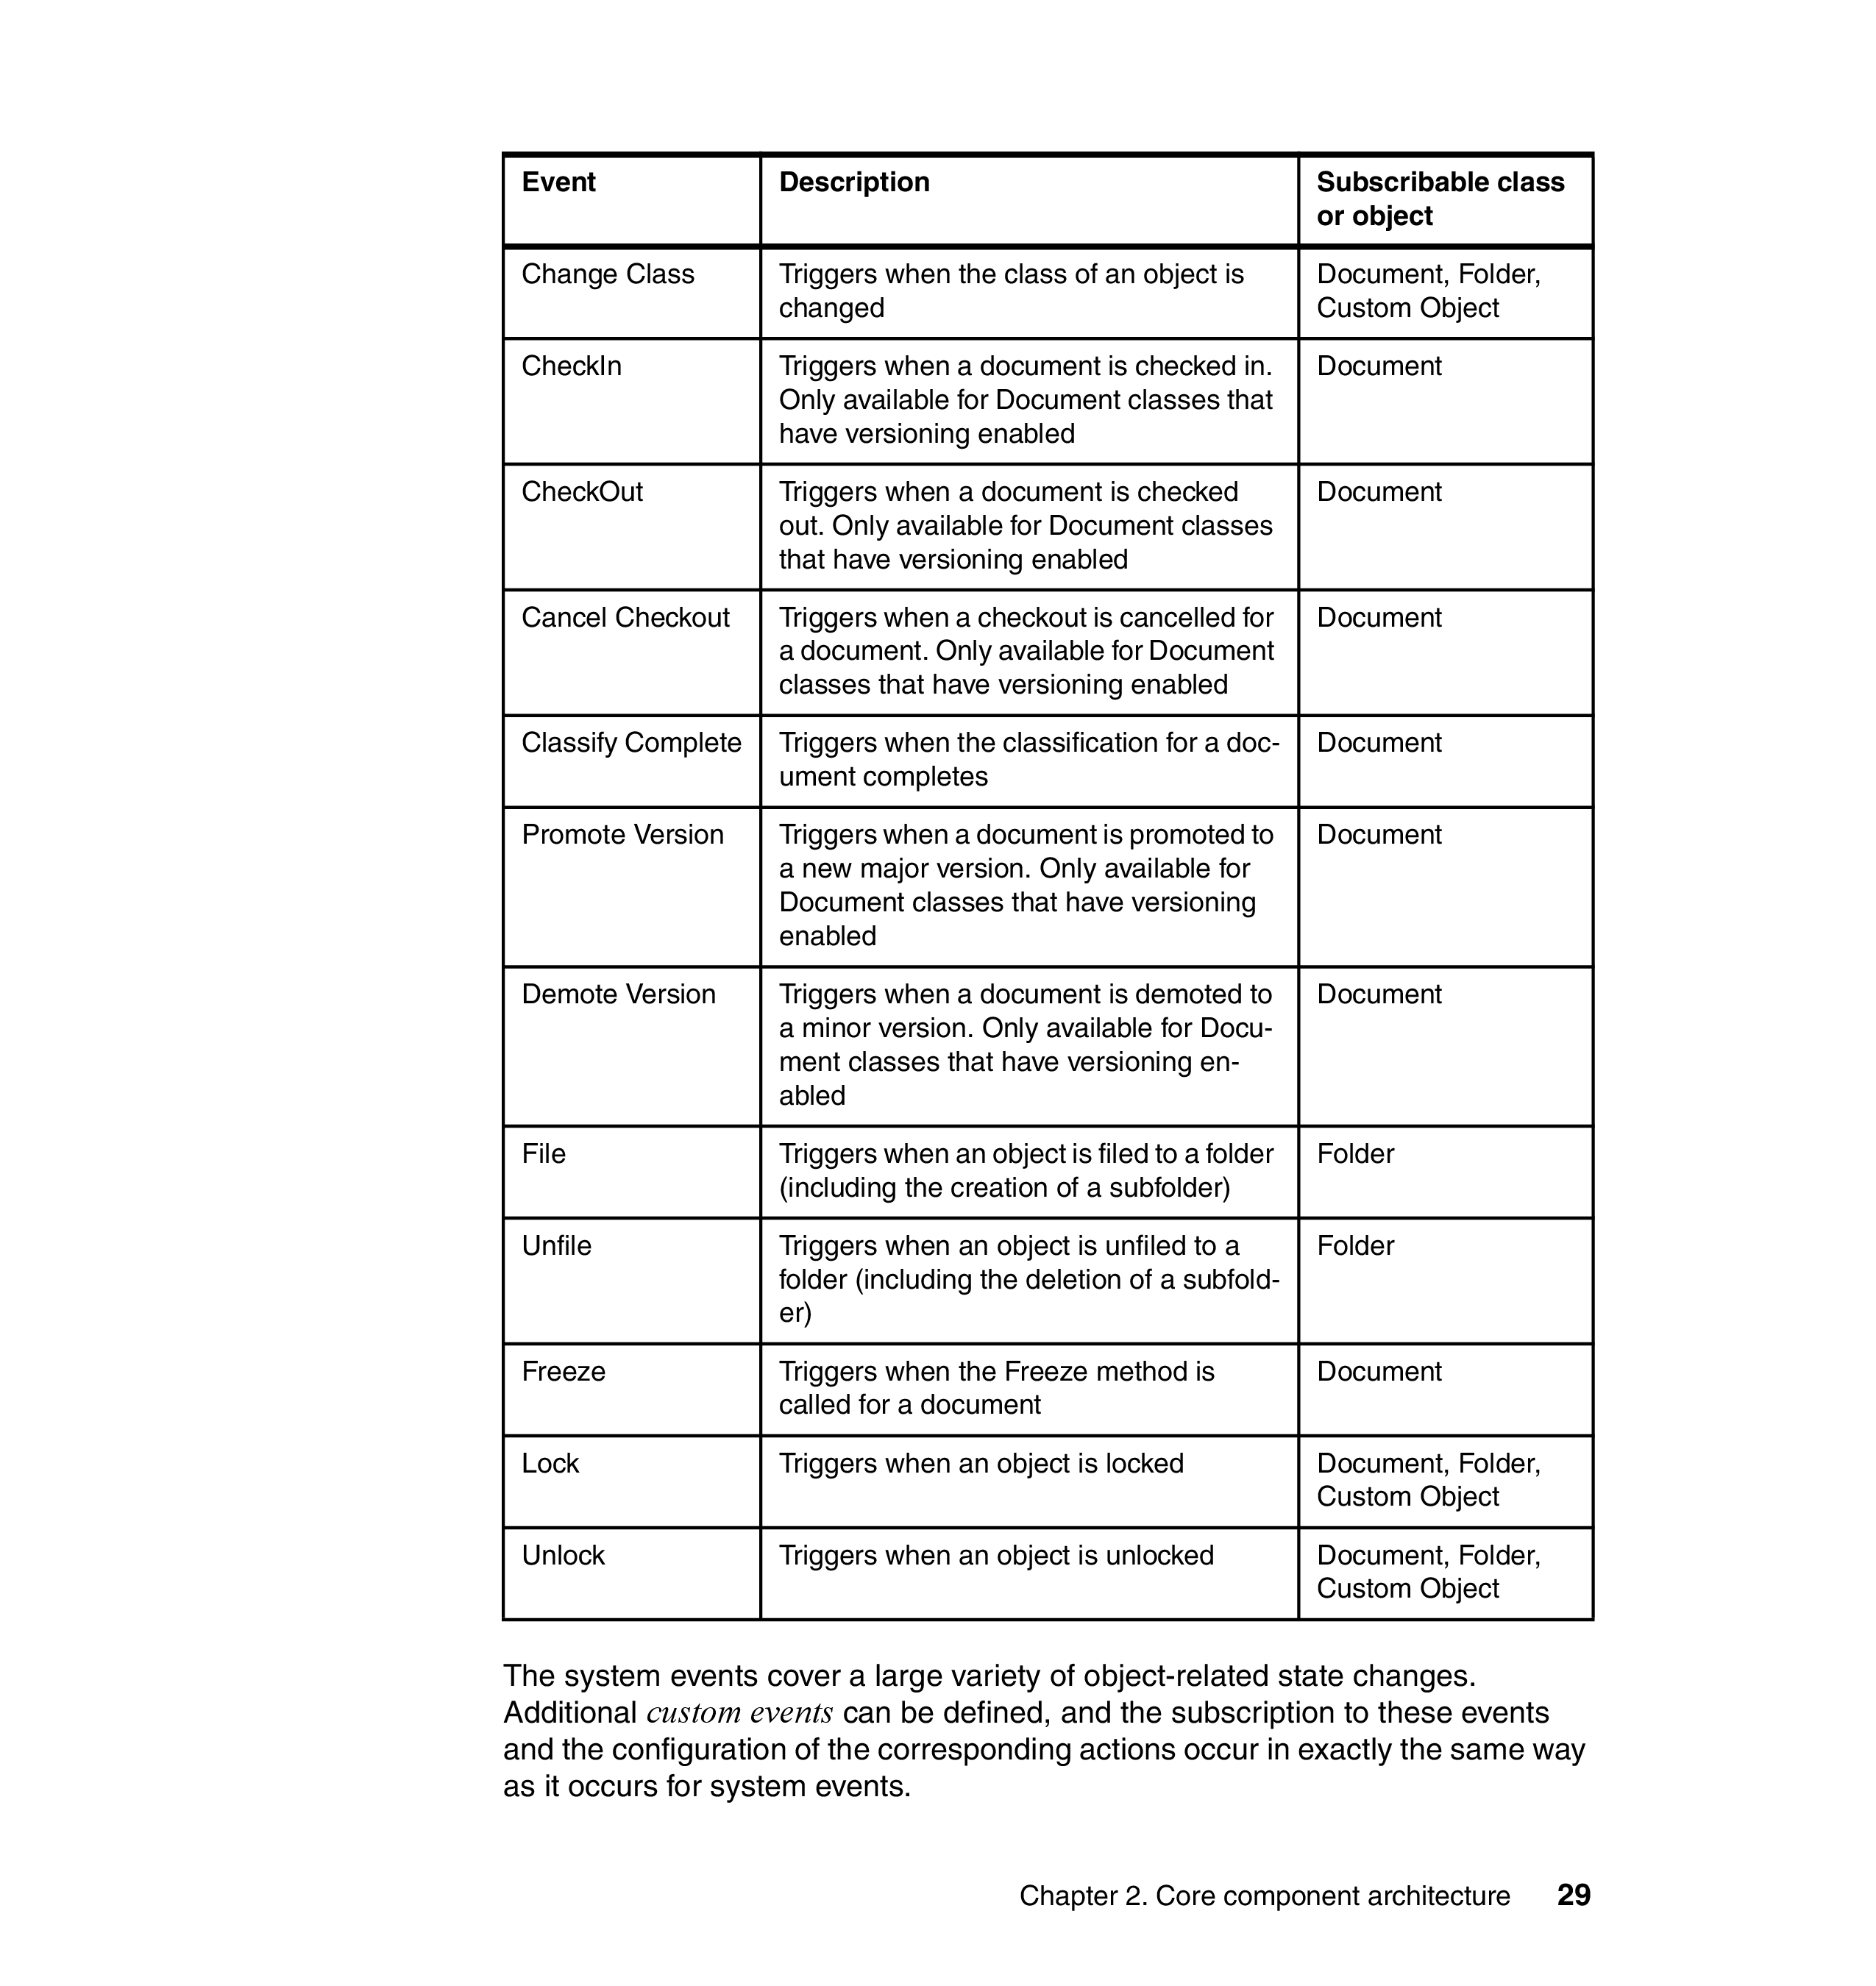 Event Description Subscribable class
or object
Change Class Triggers when the class of an object is Document, Folder,
changed Custom Object
CheckIn Triggers when a document is checked in. Document
Only available for Document classes that
have versioning enabled
CheckOut Triggers when a document is checked Document
out. Only available for Document classes
that have versioning enabled
Cancel Checkout Triggers when a checkout is cancelled for Document
a document. Only available for Document
classes that have versioning enabled
Classify Complete Triggers when the classification for a doc- Document
ument completes
Promote Version Triggers when a document is promoted to Document
a new major version. Only available for
Document classes that have versioning
enabled
Demote Version Triggers when a document is demoted to Document
a minor version. Only available for Docu-
ment classes that have versioning en-
abled
File Triggers when an object is filed to a folder Folder
(including the creation of a subfolder)
Unfile Triggers when an object is unfiled to a Folder
folder (including the deletion of a subfold-
er)
Freeze Triggers when the Freeze method is Document
called for a document
Lock Triggers when an object is locked Document, Folder,
Custom Object
Unlock Triggers when an object is unlocked Document, Folder,
Custom Object
The system events cover a large variety of object-related state changes.
Additional custom events can be defined, and the subscription to these events
and the configuration of the corresponding actions occur in exactly the same way
as it occurs for system events.
Chapter 2. Core component architecture 29